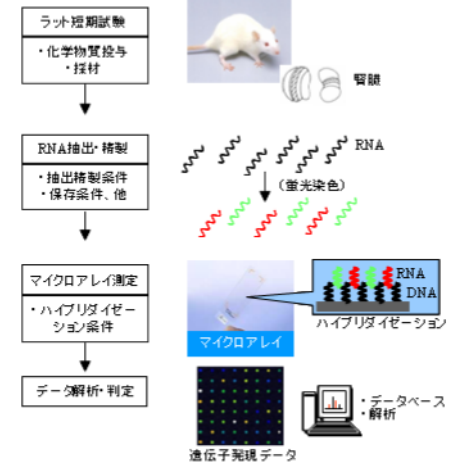 ラット短期試験
・化学物質投与
・採材
腎臓
RNA抽出・精製
・抽出精製条件
・保存条件、他
RNA
(蛍光染色)
マイクロアレイ測定
・ハイブリダイゼー
ション条件
マイクロアレイ
RNA
DNA
ハイブリダイゼーション
データ解析・判定
遺伝子発現データ
・データベース
・解析